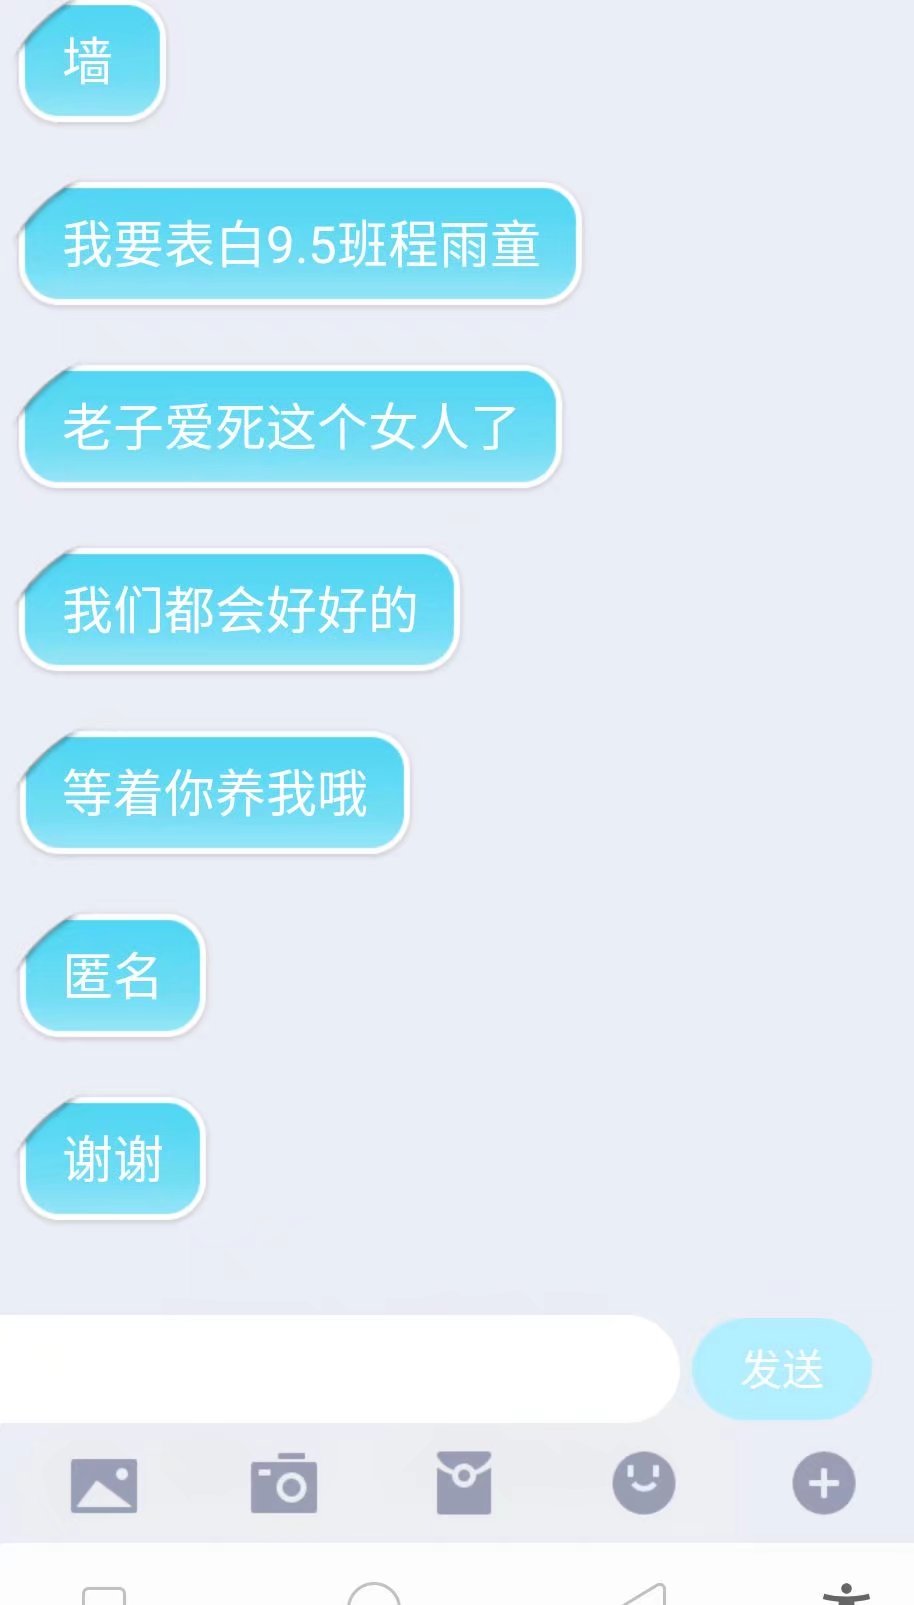 墙
我要表白9.5班程雨童
老子爱死这个女人了
我们都会好好的
等着你养我哦
匿名
谢谢
发送